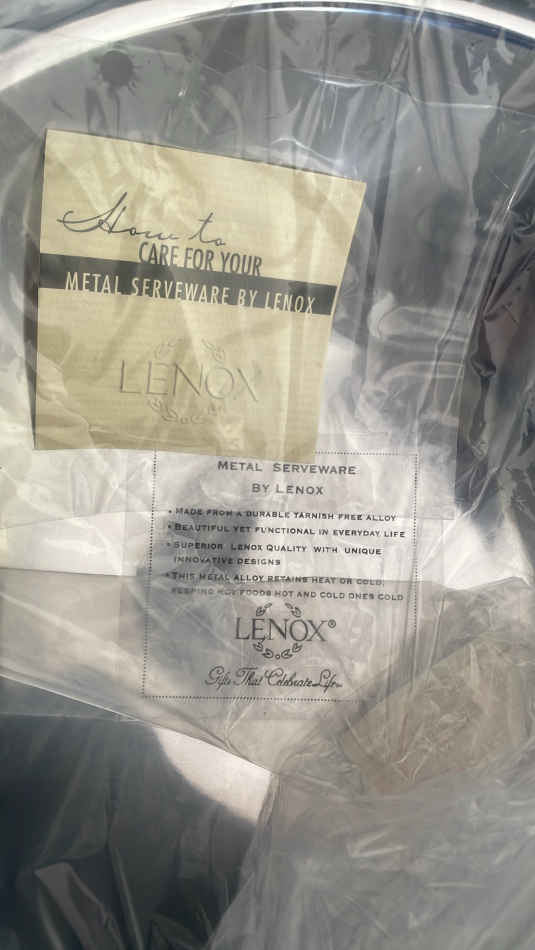 How to
CARE FOR YOUR
METAL SERVEWARE BY LENOX
LENOX
METAL SERVEWARE
BY LENOX
• MADE FROM A DURABLE TARNISH FREE ALLOY
• BEAUTIFUL YET FUNCTIONAL IN EVERYDAY LIFE
• SUPERIOR LENOX QUALITY WITH UNIQUE
INNOVATIVE DESIGNS
• THIS METAL ALLOY RETAINS HEAT OR COLD,
KEEPING HOT FOODS HOT AND COLD ONES COLD
LENOX®
Gifts That Celebrate Life™